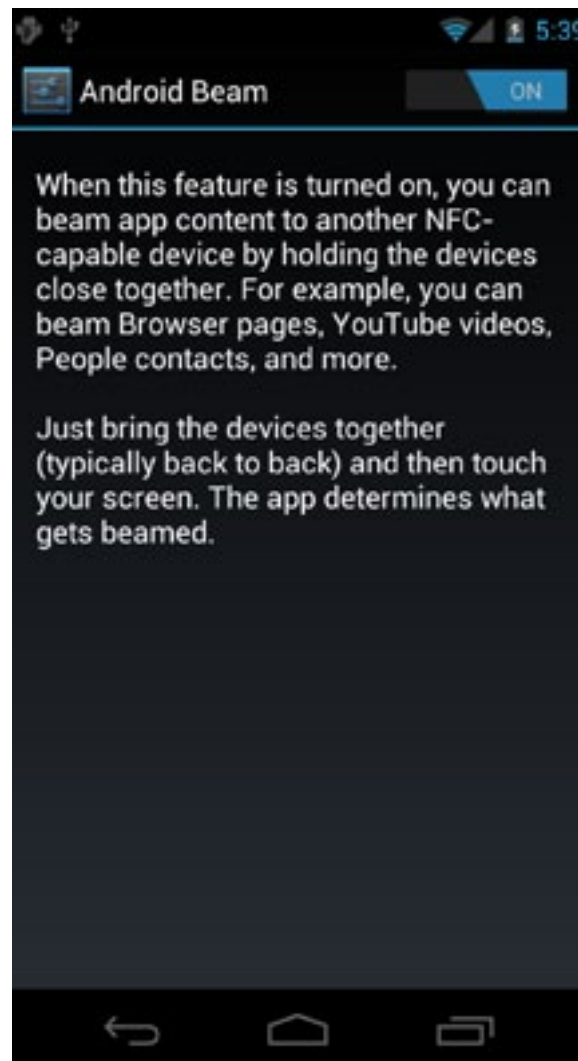 5:39
Android Beam
ON
When this feature is turned on, you can
beam app content to another NFC-
capable device by holding the devices
close together. For example, you can
beam Browser pages, YouTube videos,
People contacts, and more.
Just bring the devices together
(typically back to back) and then touch
your screen. The app determines what
gets beamed.